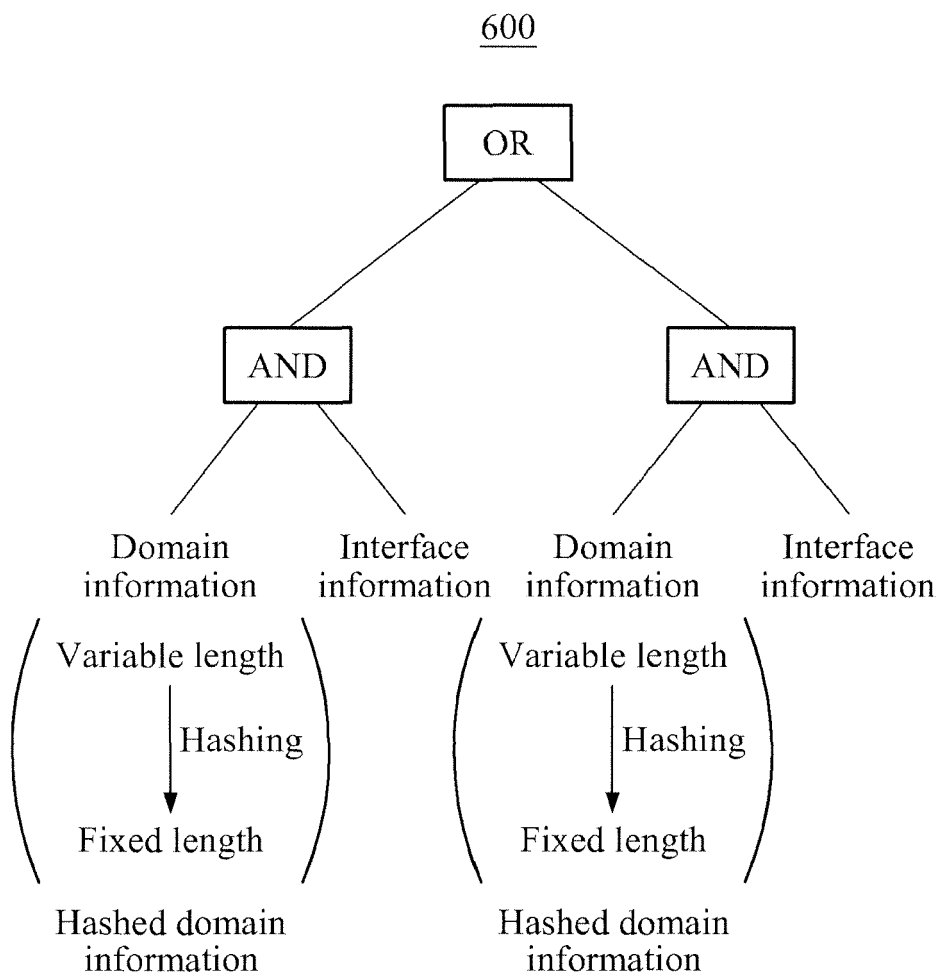 600
OR
AND
AND
Domain
information
Interface
information
Domain
information
Interface
information
Variable length
Hashing
Fixed length
Hashed domain
information
Variable length
Hashing
Fixed length
Hashed domain
information